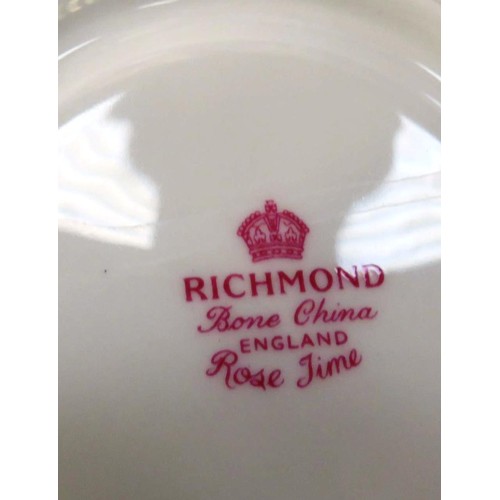 RICHMOND
Bone China
ENGLAND
Rose Time